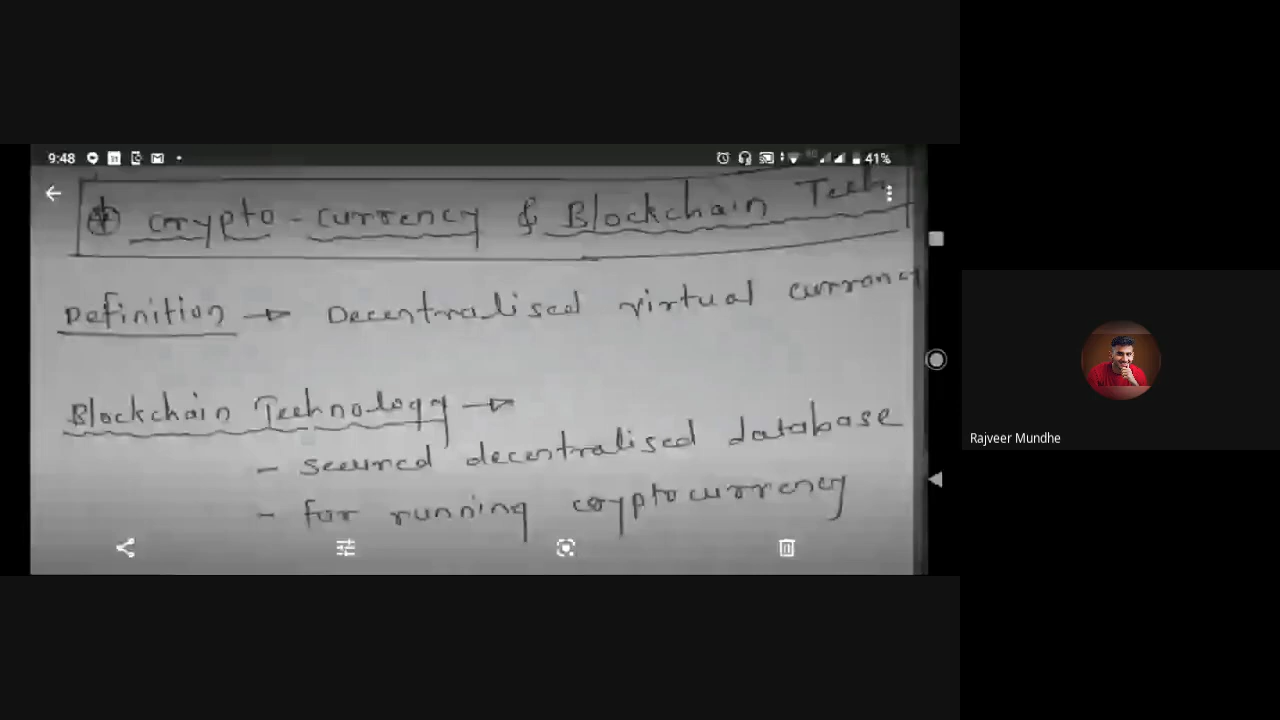 9:48
41%
Crypto-currency & Blockchain Tech
Definition → Decentralised virtual currency
Blockchain Technology →
- secured decentralised database
- for running cryptocurrency
Rajveer Mundhe